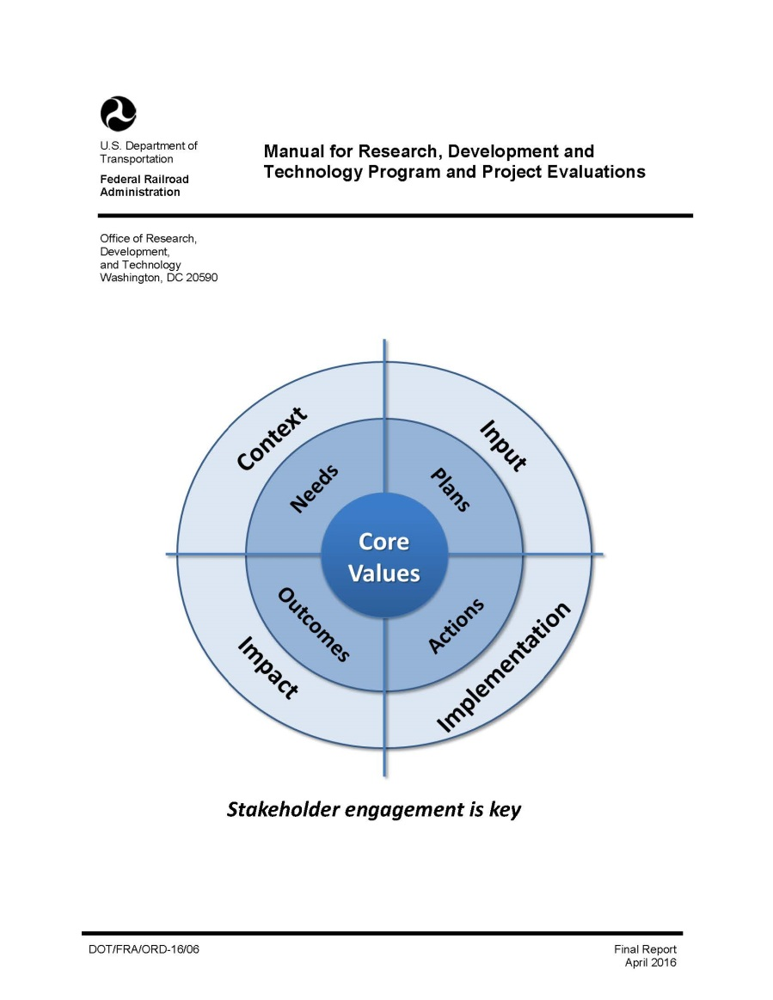 U.S. Department of
Transportation
Federal Railroad
Administration
Manual for Research, Development and
Technology Program and Project Evaluations
Office of Research,
Development,
and Technology
Washington, DC 20590
Context
Input
Needs
Plans
Core
Values
Outcomes
Actions
Impact
Implementation
Stakeholder engagement is key
DOT/FRA/ORD-16/06
Final Report
April 2016